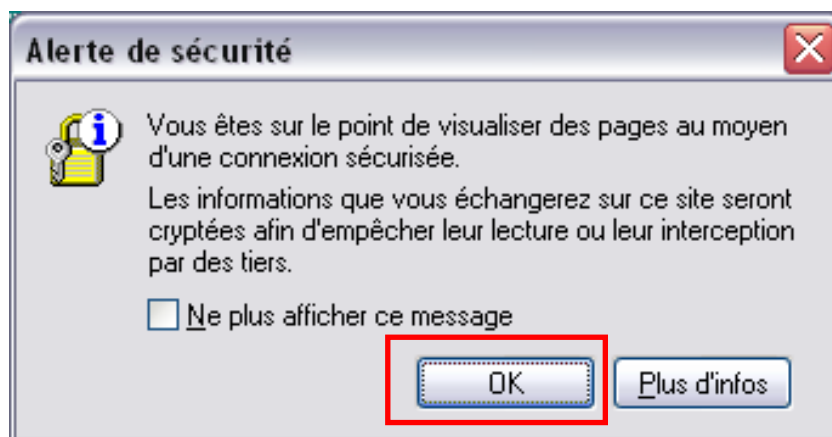 Alerte de sécurité
Vous êtes sur le point de visualiser des pages au moyen
d'une connexion sécurisée.
Les informations que vous échangerez sur ce site seront
cryptées afin d'empêcher leur lecture ou leur interception
par des tiers.
Ne plus afficher ce message
OK
Plus d'infos